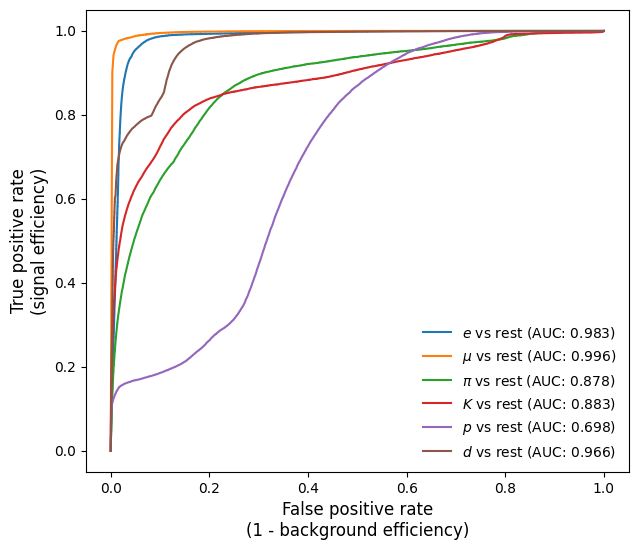 1.0
0.8
0.6
0.4
0.2
0.0
True positive rate
(signal efficiency)
e vs rest (AUC: 0.983)
μ vs rest (AUC: 0.996)
π vs rest (AUC: 0.878)
K vs rest (AUC: 0.883)
p vs rest (AUC: 0.698)
d vs rest (AUC: 0.966)
0.0 0.2 0.4 0.6 0.8 1.0
False positive rate
(1 - background efficiency)